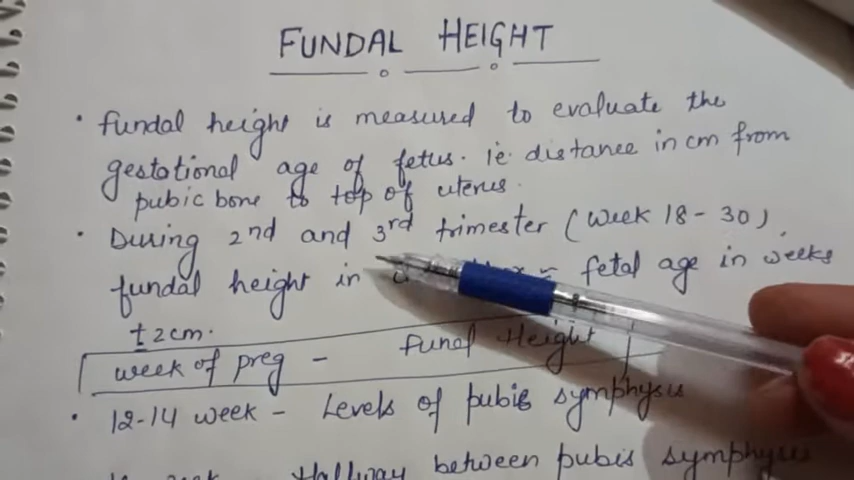 FUNDAL HEIGHT
• fundal height is measured to evaluate the
gestational age of fetus. ie. distance in cm from
pubic bone to top of uterus.
• During 2nd and 3rd trimester (week 18-30),
fundal height in ≈ fetal age in weeks
± 2cm.
week of preg - Funal Height
• 12-14 week - Levels of pubis symphysis
Halfway between pubis symphysis